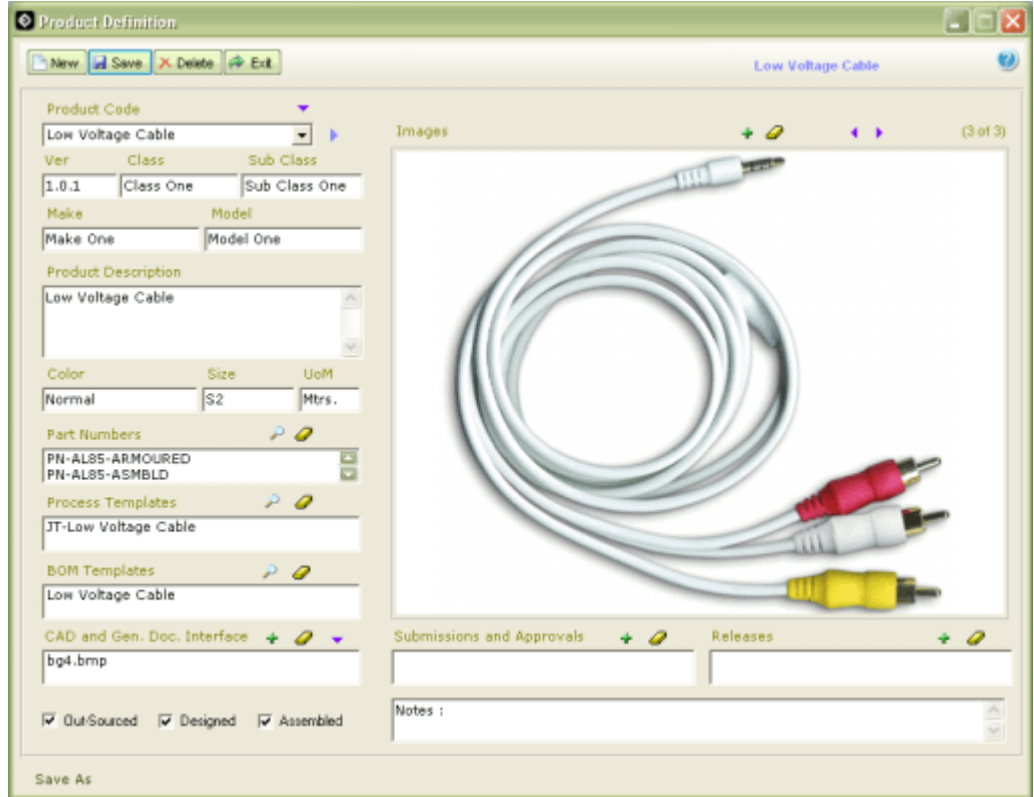 Product Definition
New Save Delete Exit
Low Voltage Cable
Product Code
Low Voltage Cable
Ver Class Sub Class
1.0.1 Class One Sub Class One
Make Model
Make One Model One
Product Description
Low Voltage Cable
Color Size UoM
Normal S2 Mtrs.
Part Numbers
PN-AL85-ARMOURED
PN-AL85-ASMBLD
Process Templates
JT-Low Voltage Cable
BOM Templates
Low Voltage Cable
CAD and Gen. Doc. Interface
bg4.bmp
Out-Sourced Designed Assembled
Images (3 of 3)
Submissions and Approvals Releases
Notes :
Save As